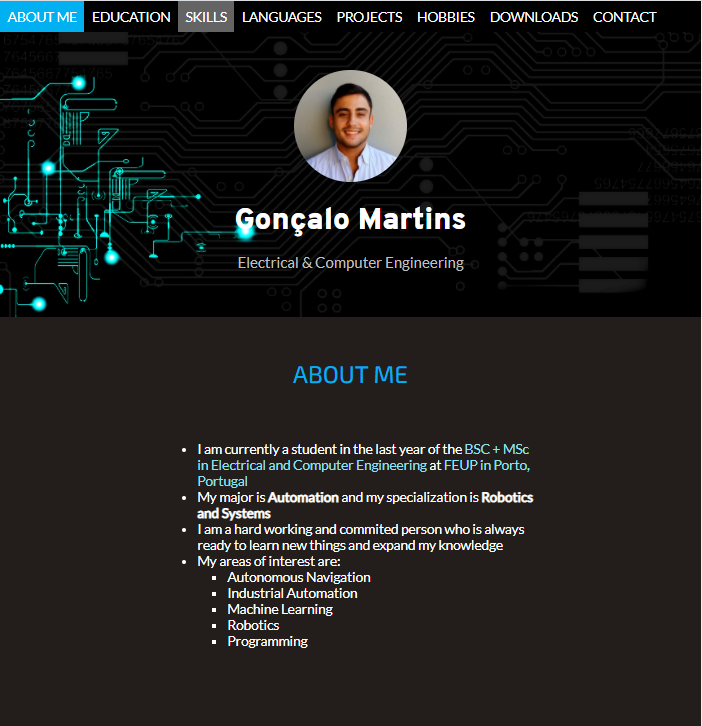 ABOUT ME EDUCATION SKILLS LANGUAGES PROJECTS HOBBIES DOWNLOADS CONTACT
Gonçalo Martins
Electrical & Computer Engineering
ABOUT ME
• I am currently a student in the last year of the BSC + MSc
in Electrical and Computer Engineering at FEUP in Porto,
Portugal
• My major is Automation and my specialization is Robotics
and Systems
• I am a hard working and commited person who is always
ready to learn new things and expand my knowledge
• My areas of interest are:
▪ Autonomous Navigation
▪ Industrial Automation
▪ Machine Learning
▪ Robotics
▪ Programming